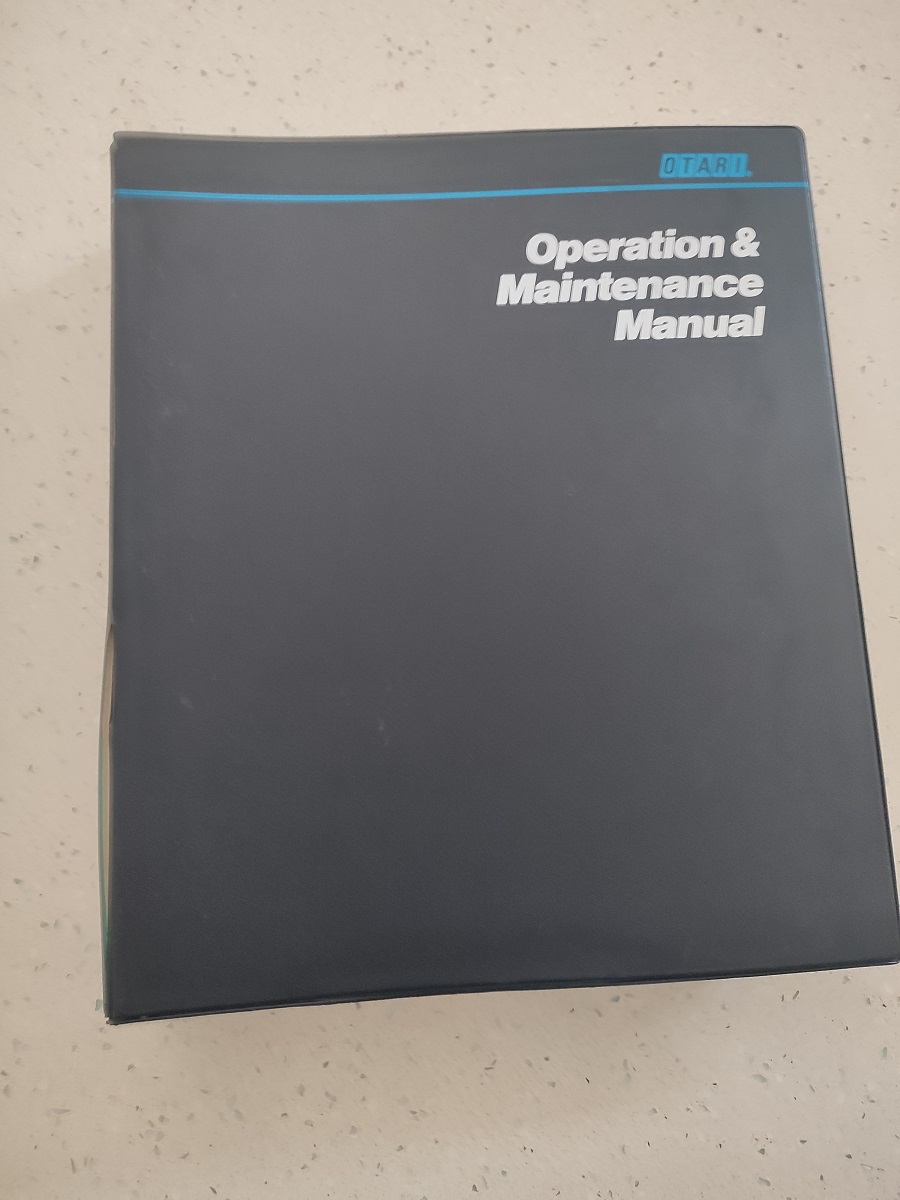 OTARI
Operation &
Maintenance
Manual